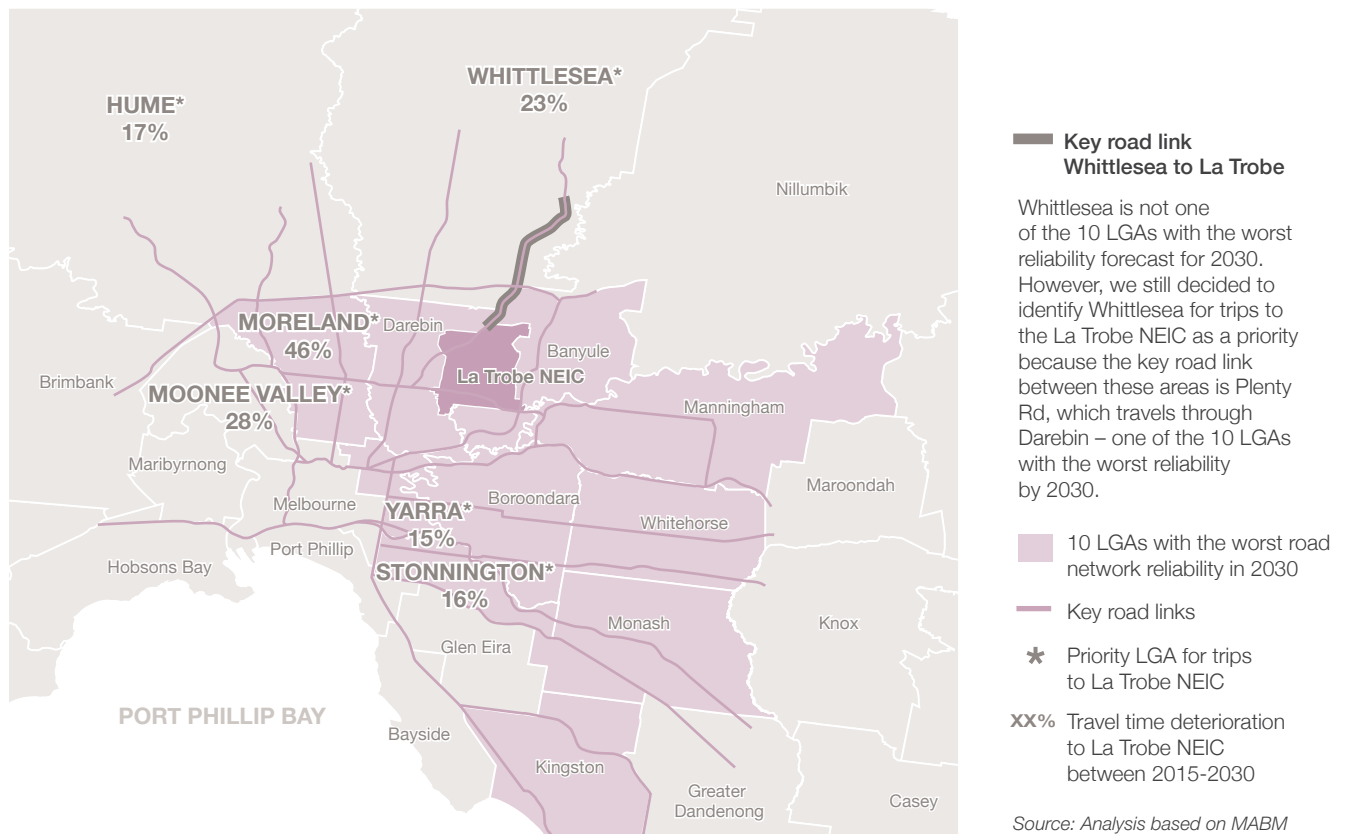 WHITTLESEA*
23%
HUME*
17%
Nillumbik
MORELAND*
46%
Darebin
Banyule
La Trobe NEIC
Brimbank
MOONEE VALLEY*
28%
Manningham
Maribyrnong
Maroondah
Melbourne
Boroondara
YARRA*
15%
Whitehorse
Port Phillip
Hobsons Bay
STONNINGTON*
16%
Monash
Knox
Glen Eira
PORT PHILLIP BAY
Bayside
Kingston
Greater
Dandenong
Casey
Key road link
Whittlesea to La Trobe
Whittlesea is not one
of the 10 LGAs with the worst
reliability forecast for 2030.
However, we still decided to
identify Whittlesea for trips to
the La Trobe NEIC as a priority
because the key road link
between these areas is Plenty
Rd, which travels through
Darebin – one of the 10 LGAs
with the worst reliability
by 2030.
10 LGAs with the worst road
network reliability in 2030
Key road links
* Priority LGA for trips
to La Trobe NEIC
XX% Travel time deterioration
to La Trobe NEIC
between 2015-2030
Source: Analysis based on MABM